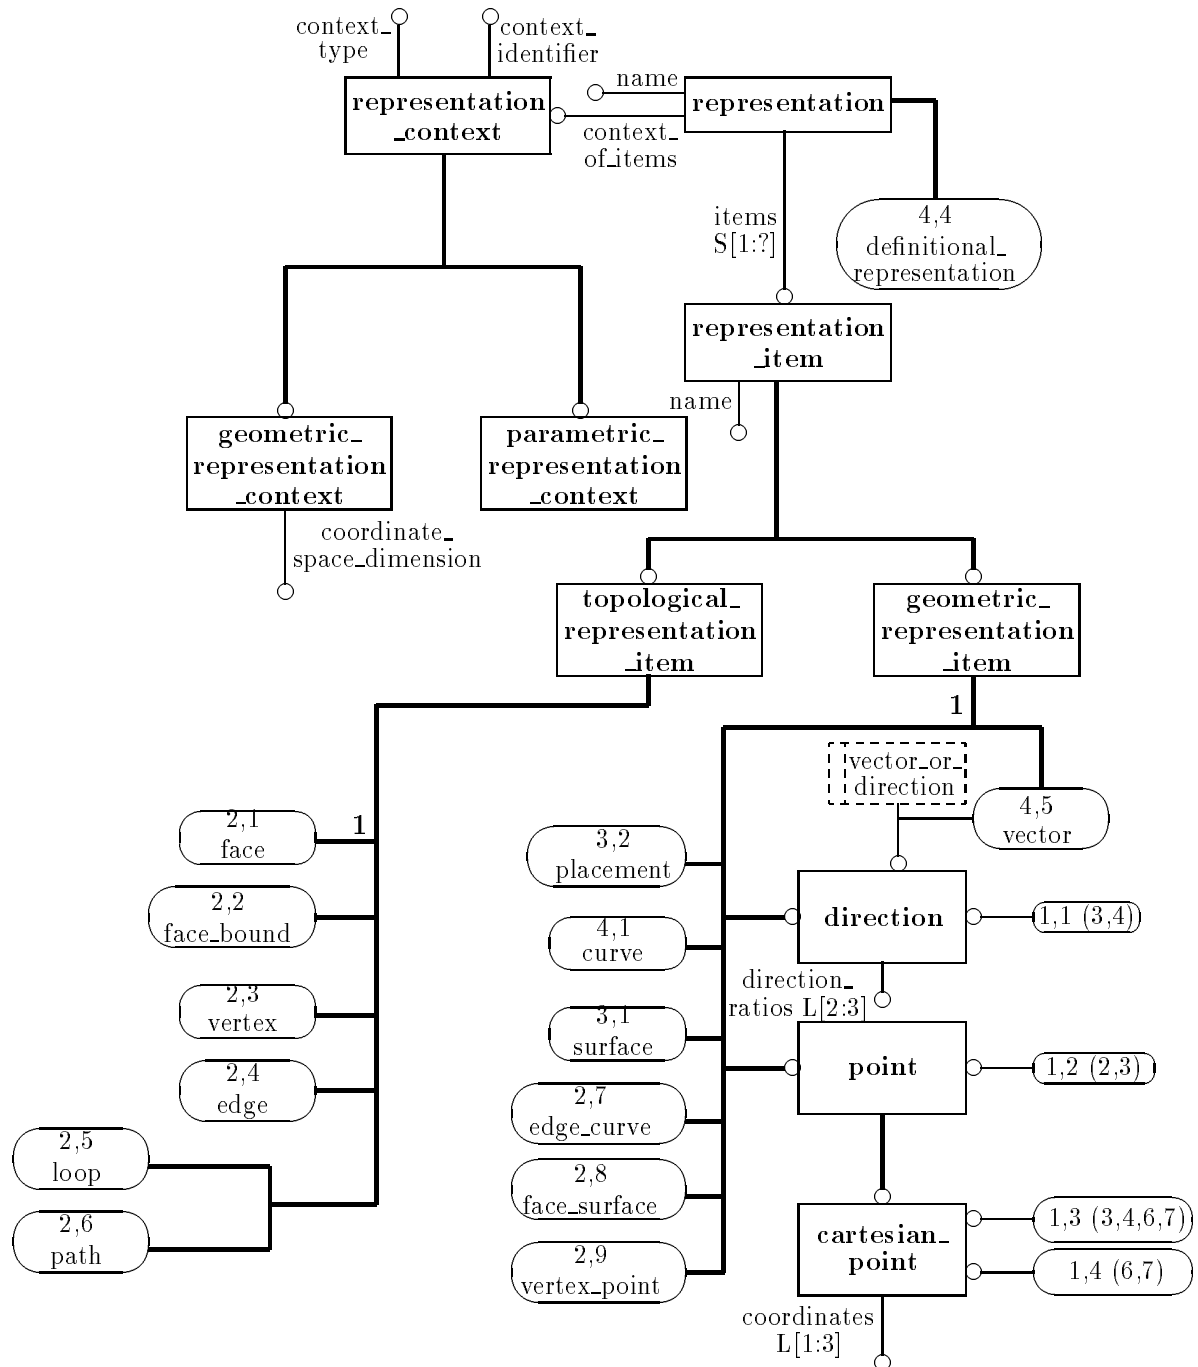 context_
type
context_
identifier
representation
_context
name
context_
of_items
representation
items
S[1:?]
4,4
definitional_
representation
representation
_item
name
geometric_
representation
_context
parametric_
representation
_context
coordinate_
space_dimension
topological_
representation
_item
geometric_
representation
_item
1
vector_or_
direction
4,5
vector
1
2,1
face
2,2
face_bound
2,3
vertex
2,4
edge
2,5
loop
2,6
path
3,2
placement
4,1
curve
3,1
surface
2,7
edge_curve
2,8
face_surface
2,9
vertex_point
direction
1,1 (3,4)
direction_
ratios L[2:3]
point
1,2 (2,3)
cartesian_
point
1,3 (3,4,6,7)
1,4 (6,7)
coordinates
L[1:3]